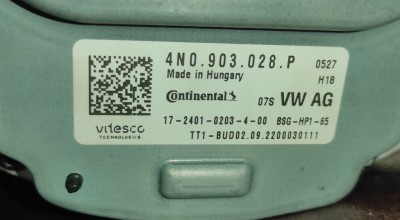 4N0.903.028.P 0527
Made in Hungary H18
Continental 07S VW AG
17-2401-0203-4-00 BSG-HP1-65
vitesco TT1-BUD02.09.2200030111
TECHNOLOGIES